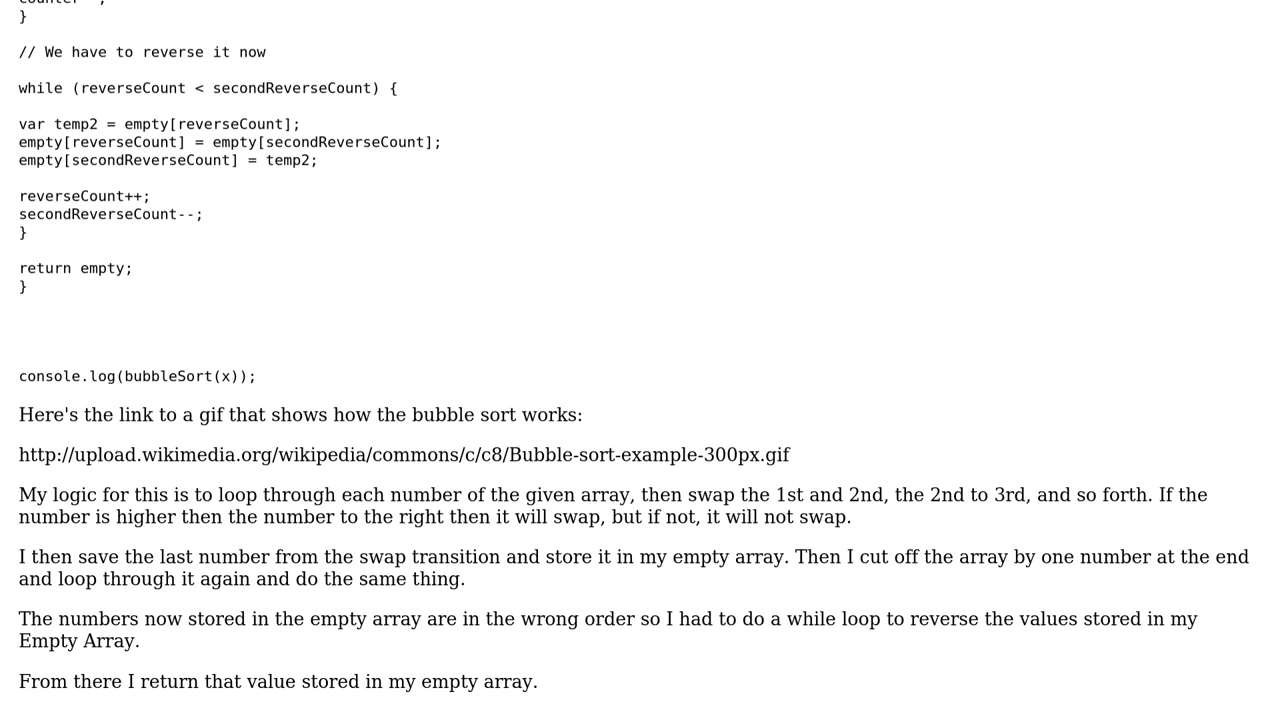 }
// We have to reverse it now
while (reverseCount < secondReverseCount) {
var temp2 = empty[reverseCount];
empty[reverseCount] = empty[secondReverseCount];
empty[secondReverseCount] = temp2;
reverseCount++;
secondReverseCount--;
}
return empty;
}
console.log(bubbleSort(x));
Here's the link to a gif that shows how the bubble sort works:
http://upload.wikimedia.org/wikipedia/commons/c/c8/Bubble-sort-example-300px.gif
My logic for this is to loop through each number of the given array, then swap the 1st and 2nd, the 2nd to 3rd, and so forth. If the
number is higher then the number to the right then it will swap, but if not, it will not swap.
I then save the last number from the swap transition and store it in my empty array. Then I cut off the array by one number at the end
and loop through it again and do the same thing.
The numbers now stored in the empty array are in the wrong order so I had to do a while loop to reverse the values stored in my
Empty Array.
From there I return that value stored in my empty array.